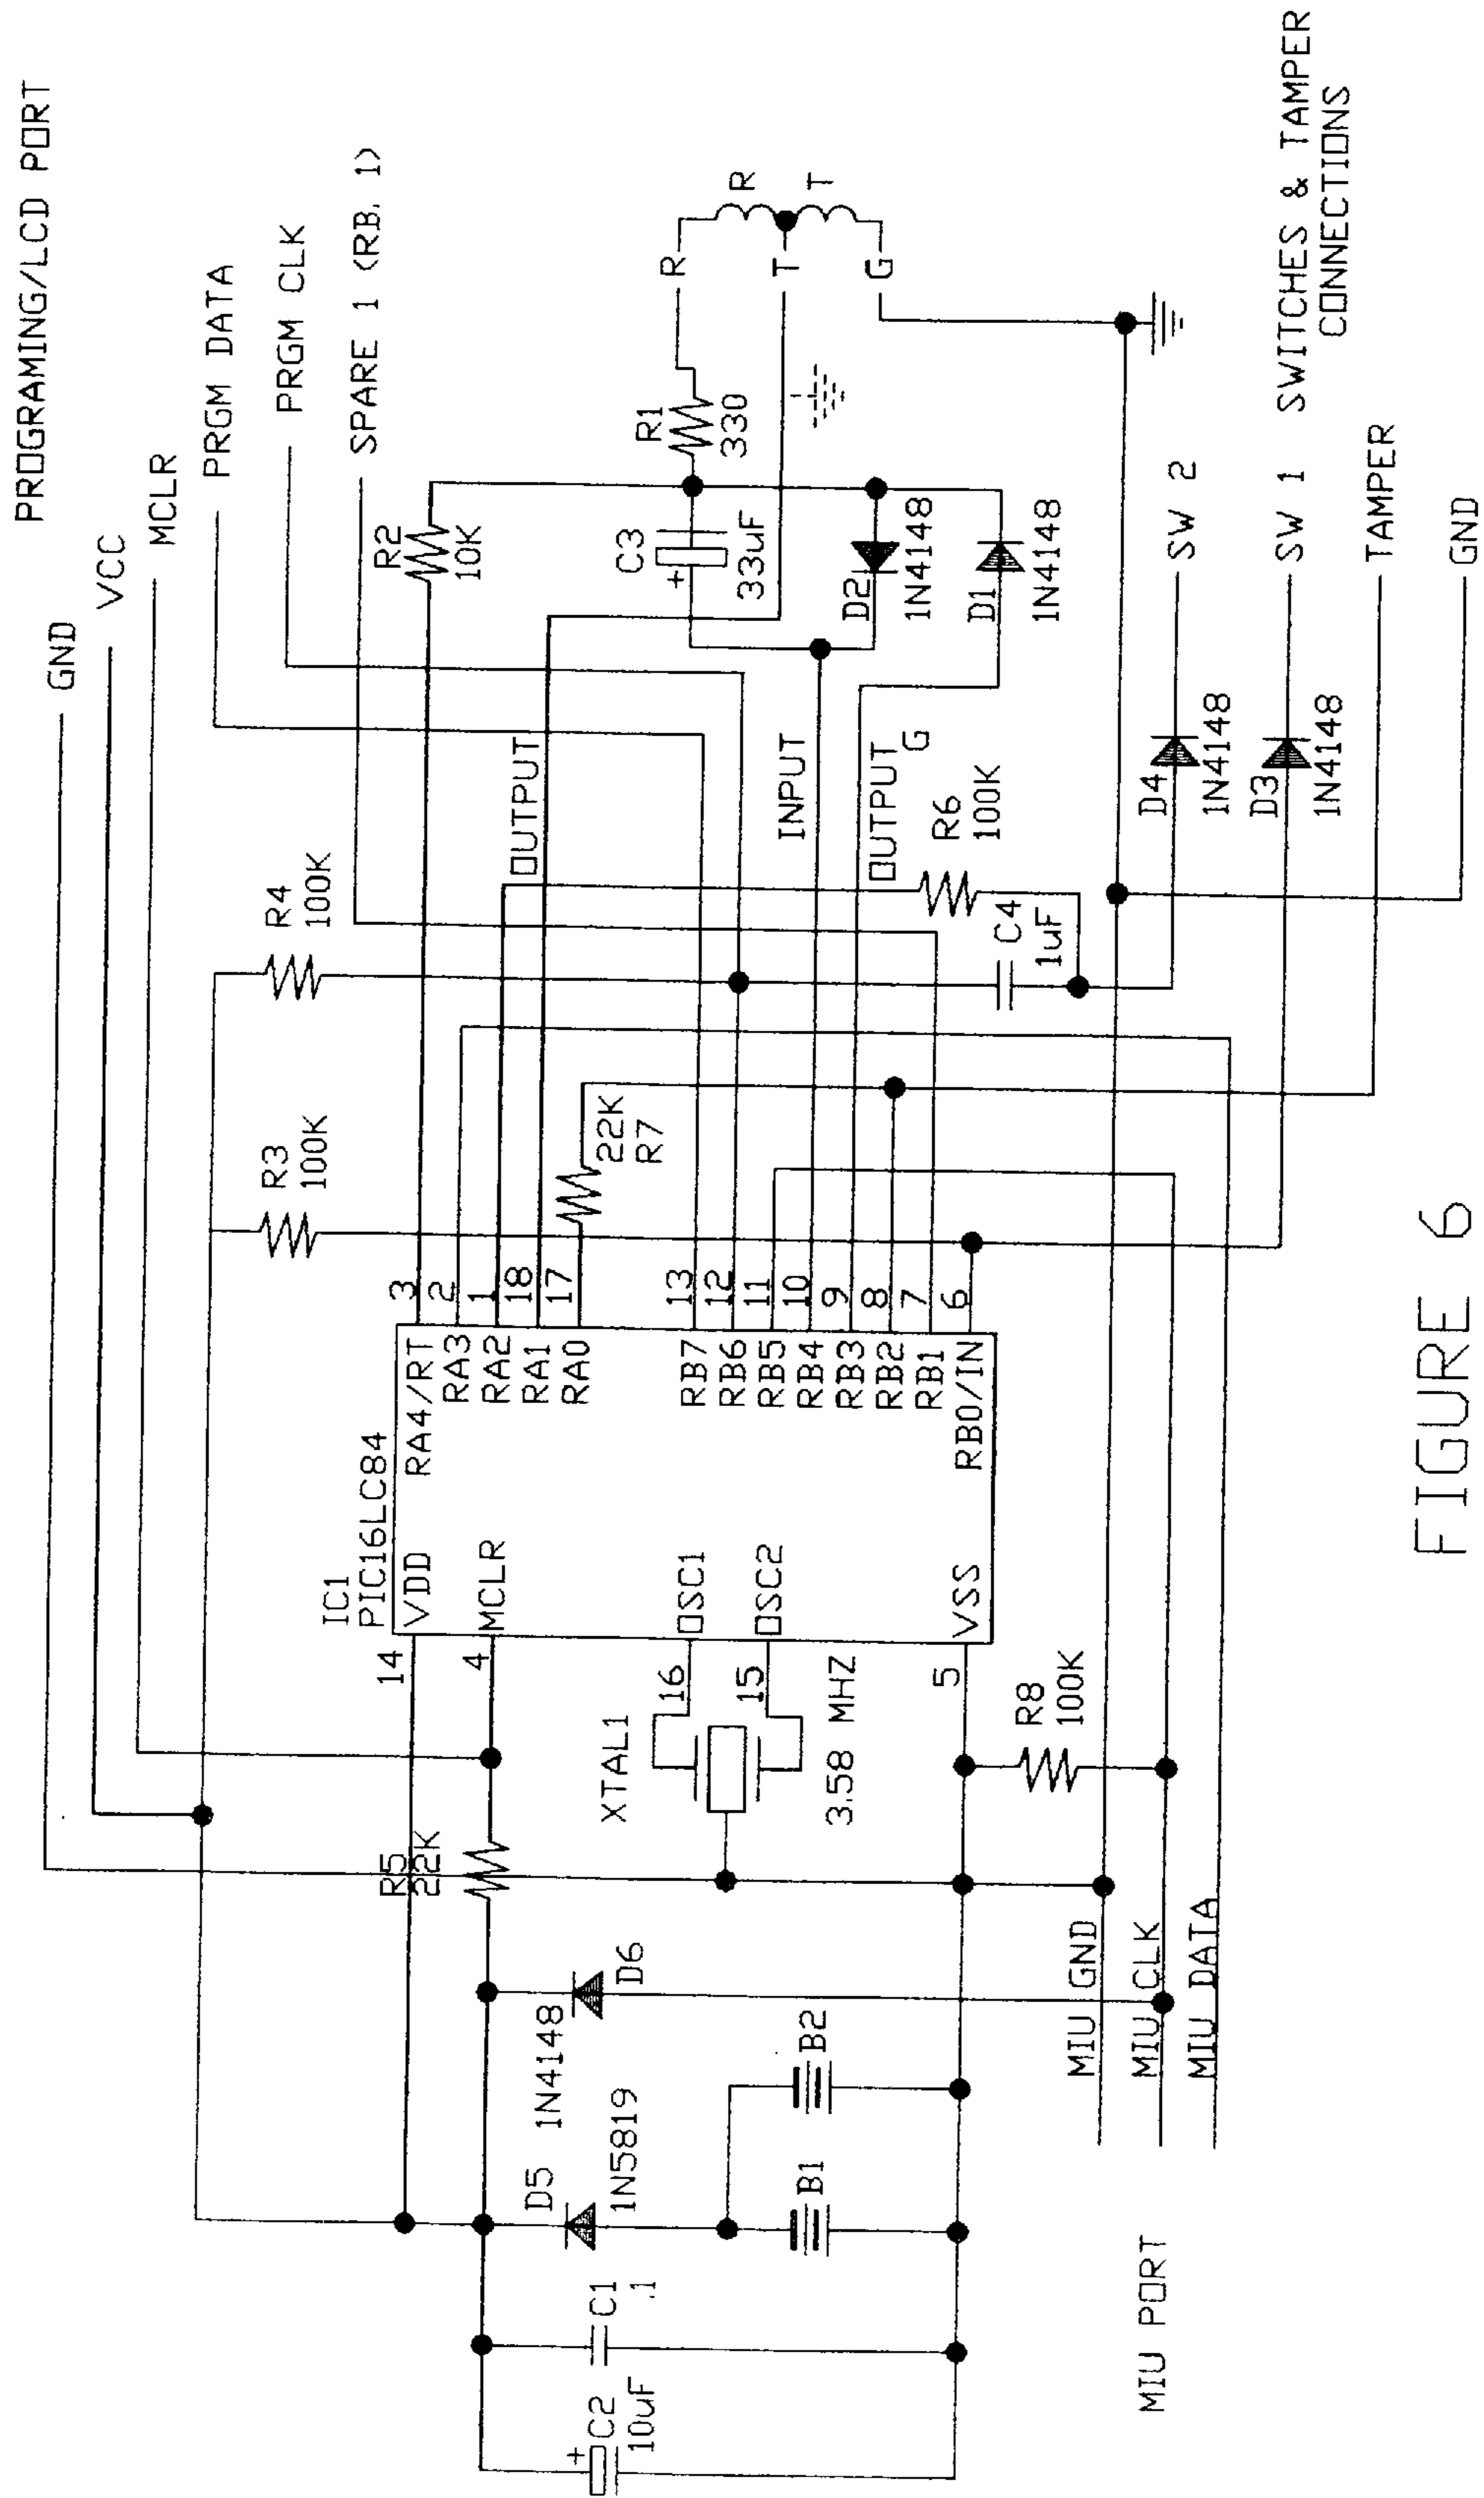 PROGRAMING/LCD PORT
GND
VCC
MCLR
PRGM DATA
PRGM CLK
SPARE 1 (RB. 1)
R2
10K
R4
100K
R3
100K
IC1
PIC16LC84
VDD
MCLR
OSC1
OSC2
VSS
14
4
16
15
5
RA4/RT
RA3
RA2
RA1
RA0
RB7
RB6
RB5
RB4
RB3
RB2
RB1
RB0/IN
3
2
1
18
17
13
12
11
10
9
8
7
6
R5
22K
XTAL1
3.58 MHZ
R8
100K
22K
R7
OUTPUT
INPUT
OUTPUT
G
R6
100K
C4
1uF
C3
+
33uF
R1
330
D2
1N4148
D1
1N4148
R
T
G
R
T
D4
1N4148
D3
1N4148
SW 2
SW 1
SWITCHES & TAMPER
CONNECTIONS
TAMPER
GND
D6
1N4148
D5
1N5819
B2
B1
C1
.1
+
C2
10uF
MIU GND
MIU CLK
MIU DATA
MIU PORT
FIGURE 6